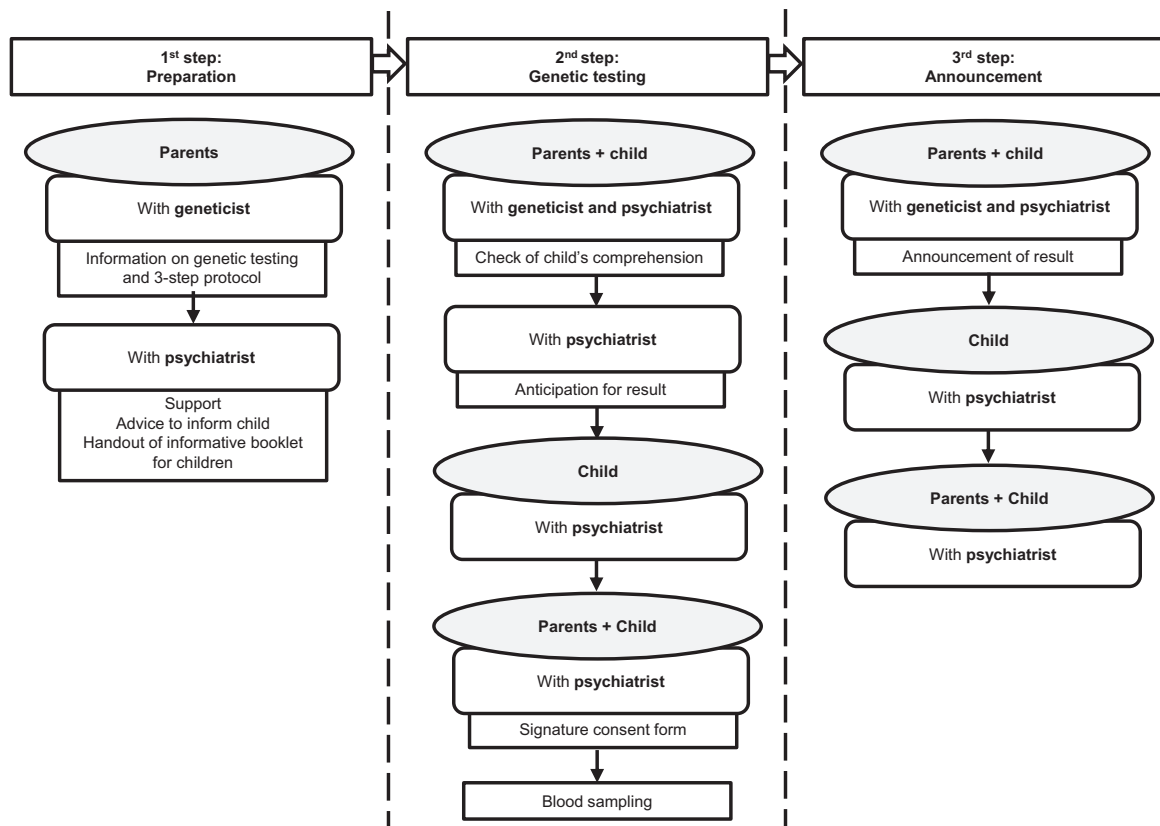 1st step:
Preparation
2nd step:
Genetic testing
3rd step:
Announcement
Parents
With geneticist
Information on genetic testing
and 3-step protocol
With psychiatrist
Support
Advice to inform child
Handout of informative booklet
for children
Parents + child
With geneticist and psychiatrist
Check of child’s comprehension
With psychiatrist
Anticipation for result
Child
With psychiatrist
Parents + Child
With psychiatrist
Signature consent form
Blood sampling
Parents + child
With geneticist and psychiatrist
Announcement of result
Child
With psychiatrist
Parents + Child
With psychiatrist